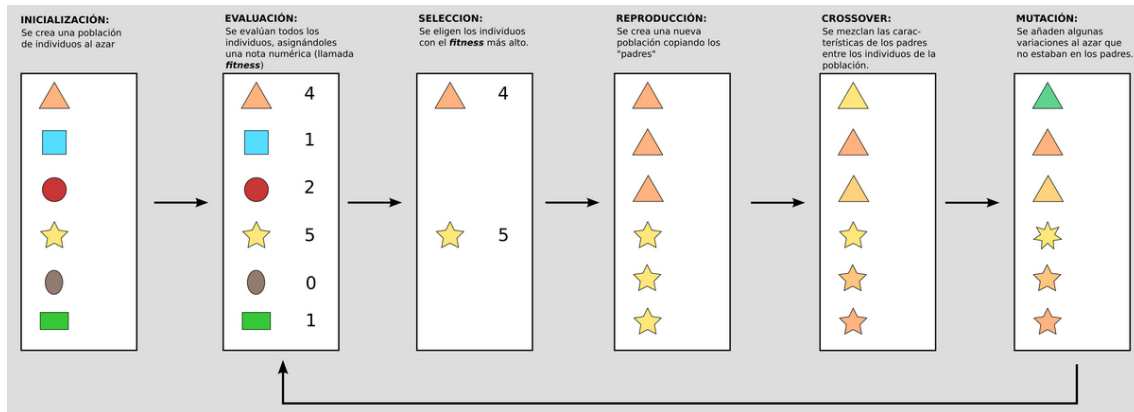 INICIALIZACIÓN:
Se crea una población
de individuos al azar
EVALUACIÓN:
Se evalúan todos los
individuos, asignándoles
una nota numérica (llamada
fitness)
SELECCION:
Se eligen los individuos
con el fitness más alto.
REPRODUCCIÓN:
Se crea una nueva
población copiando los
"padres"
CROSSOVER:
Se mezclan las carac-
terísticas de los padres
entre los individuos de la
población.
MUTACIÓN:
Se añaden algunas
variaciones al azar que
no estaban en los padres.
4
1
2
5
0
1
4
5